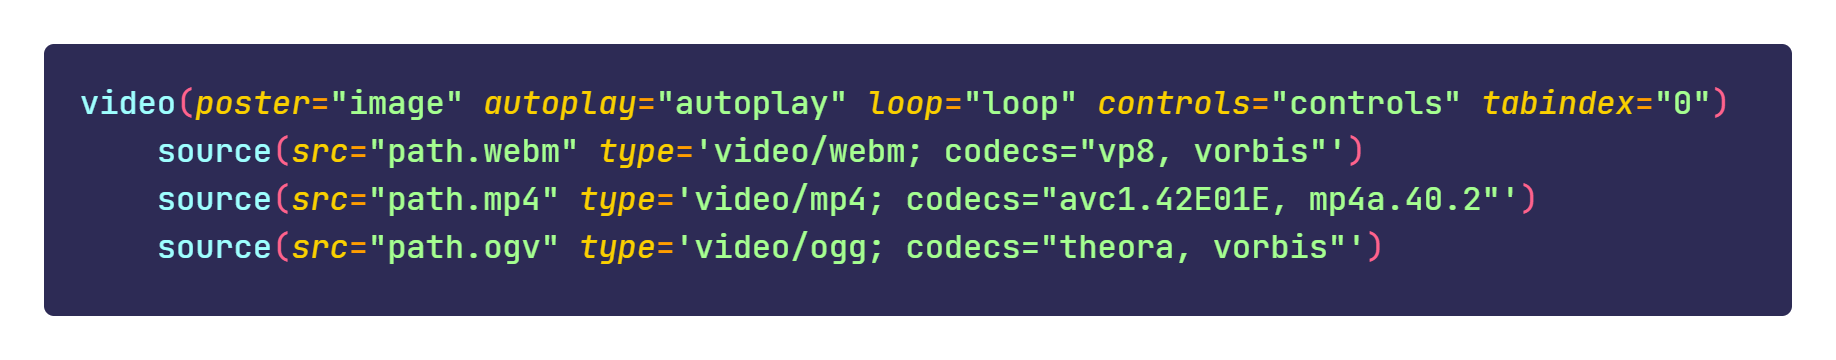 video(poster="image" autoplay="autoplay" loop="loop" controls="controls" tabindex="0")
    source(src="path.webm" type='video/webm; codecs="vp8, vorbis"')
    source(src="path.mp4" type='video/mp4; codecs="avc1.42E01E, mp4a.40.2"')
    source(src="path.ogv" type='video/ogg; codecs="theora, vorbis"')